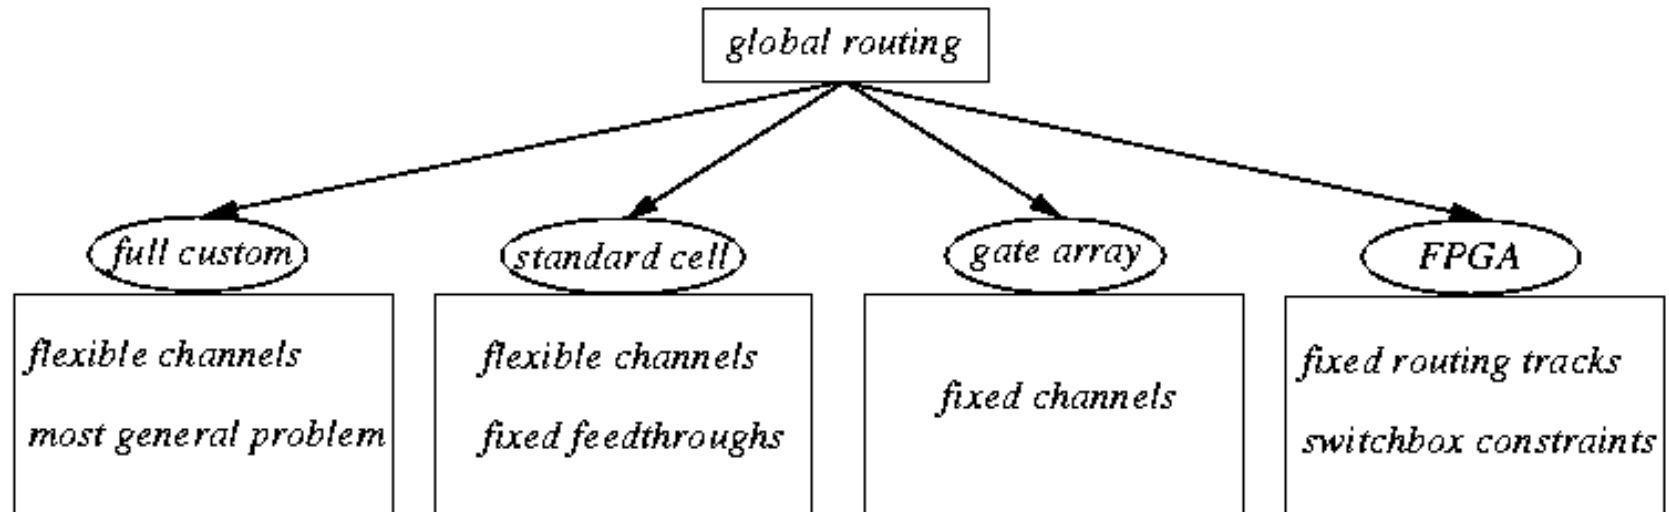 global routing
full custom
standard cell
gate array
FPGA
flexible channels
most general problem
flexible channels
fixed feedthroughs
fixed channels
fixed routing tracks
switchbox constraints